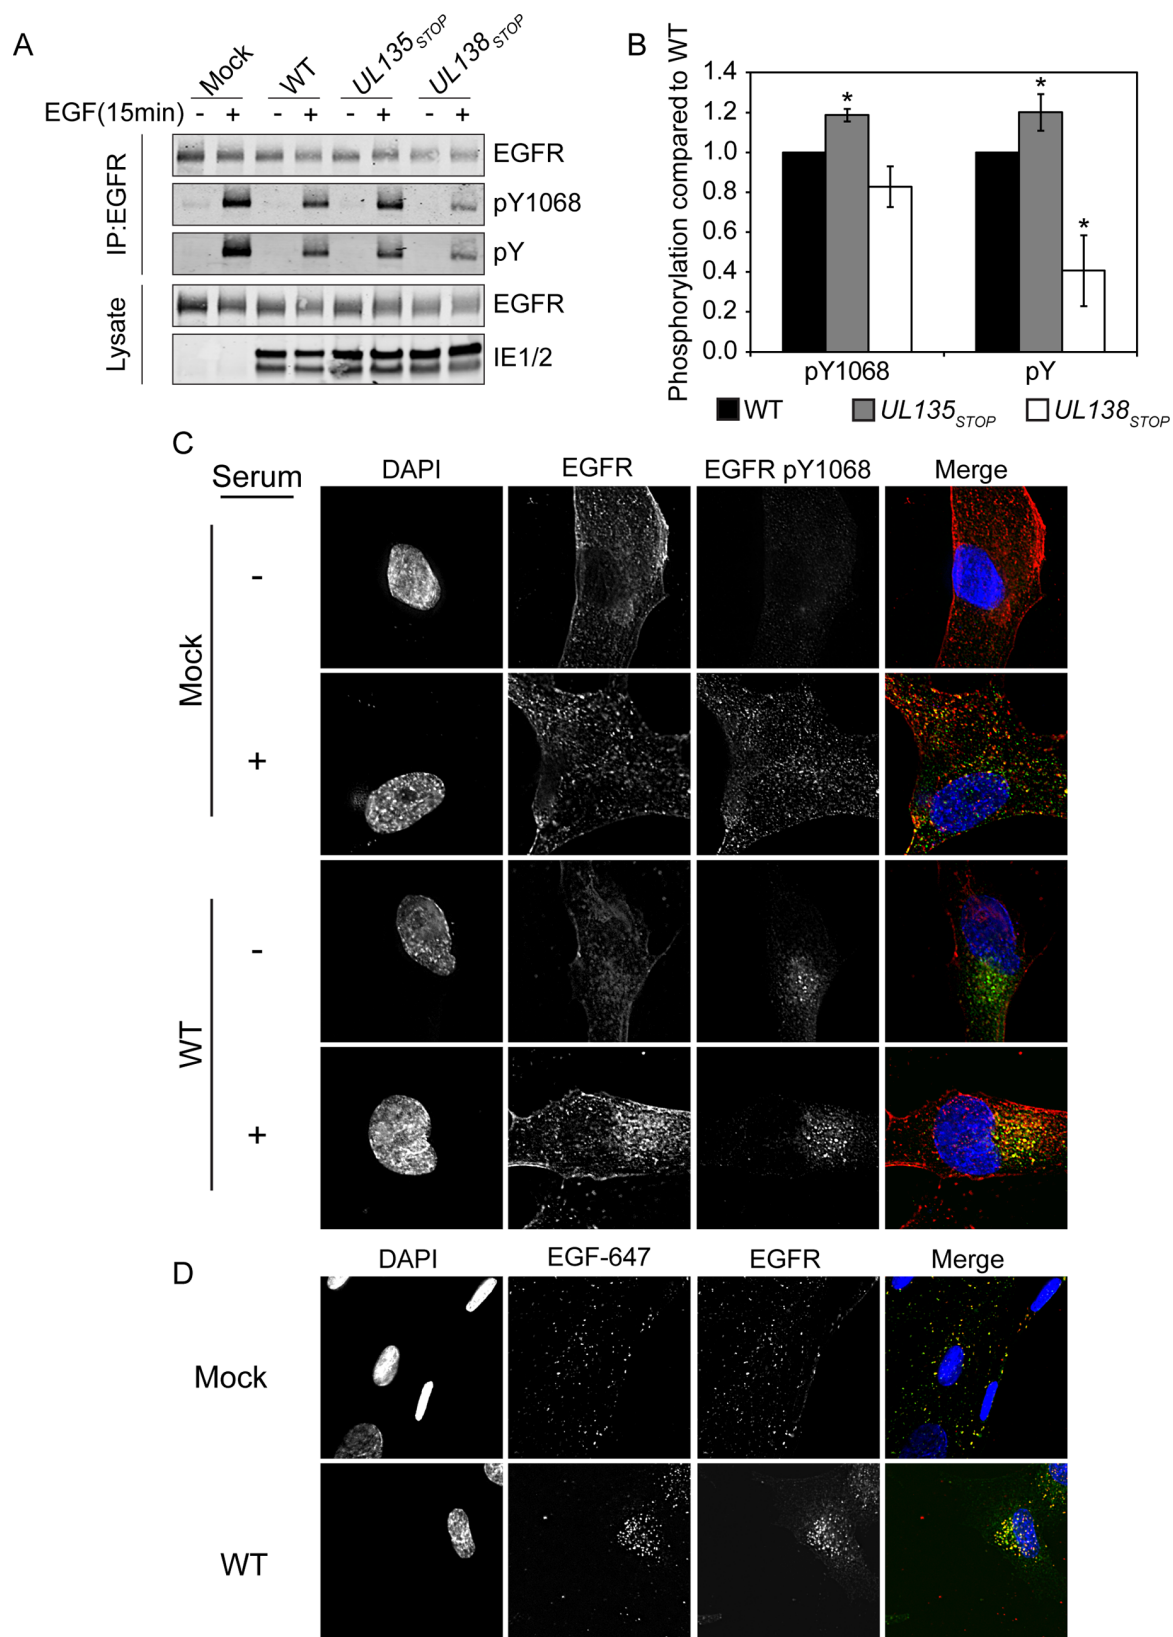 A
Mock WT UL135STOP UL138STOP
EGF(15min) - + - + - + - +
IP:EGFR
EGFR
pY1068
pY
Lysate
EGFR
IE1/2
B
Phosphorylation compared to WT
1.4
1.2
1.0
0.8
0.6
0.4
0.2
0.0
* * *
pY1068 pY
WT UL135STOP UL138STOP
C
Serum DAPI EGFR EGFR pY1068 Merge
Mock
-
+
WT
-
+
D
DAPI EGF-647 EGFR Merge
Mock
WT